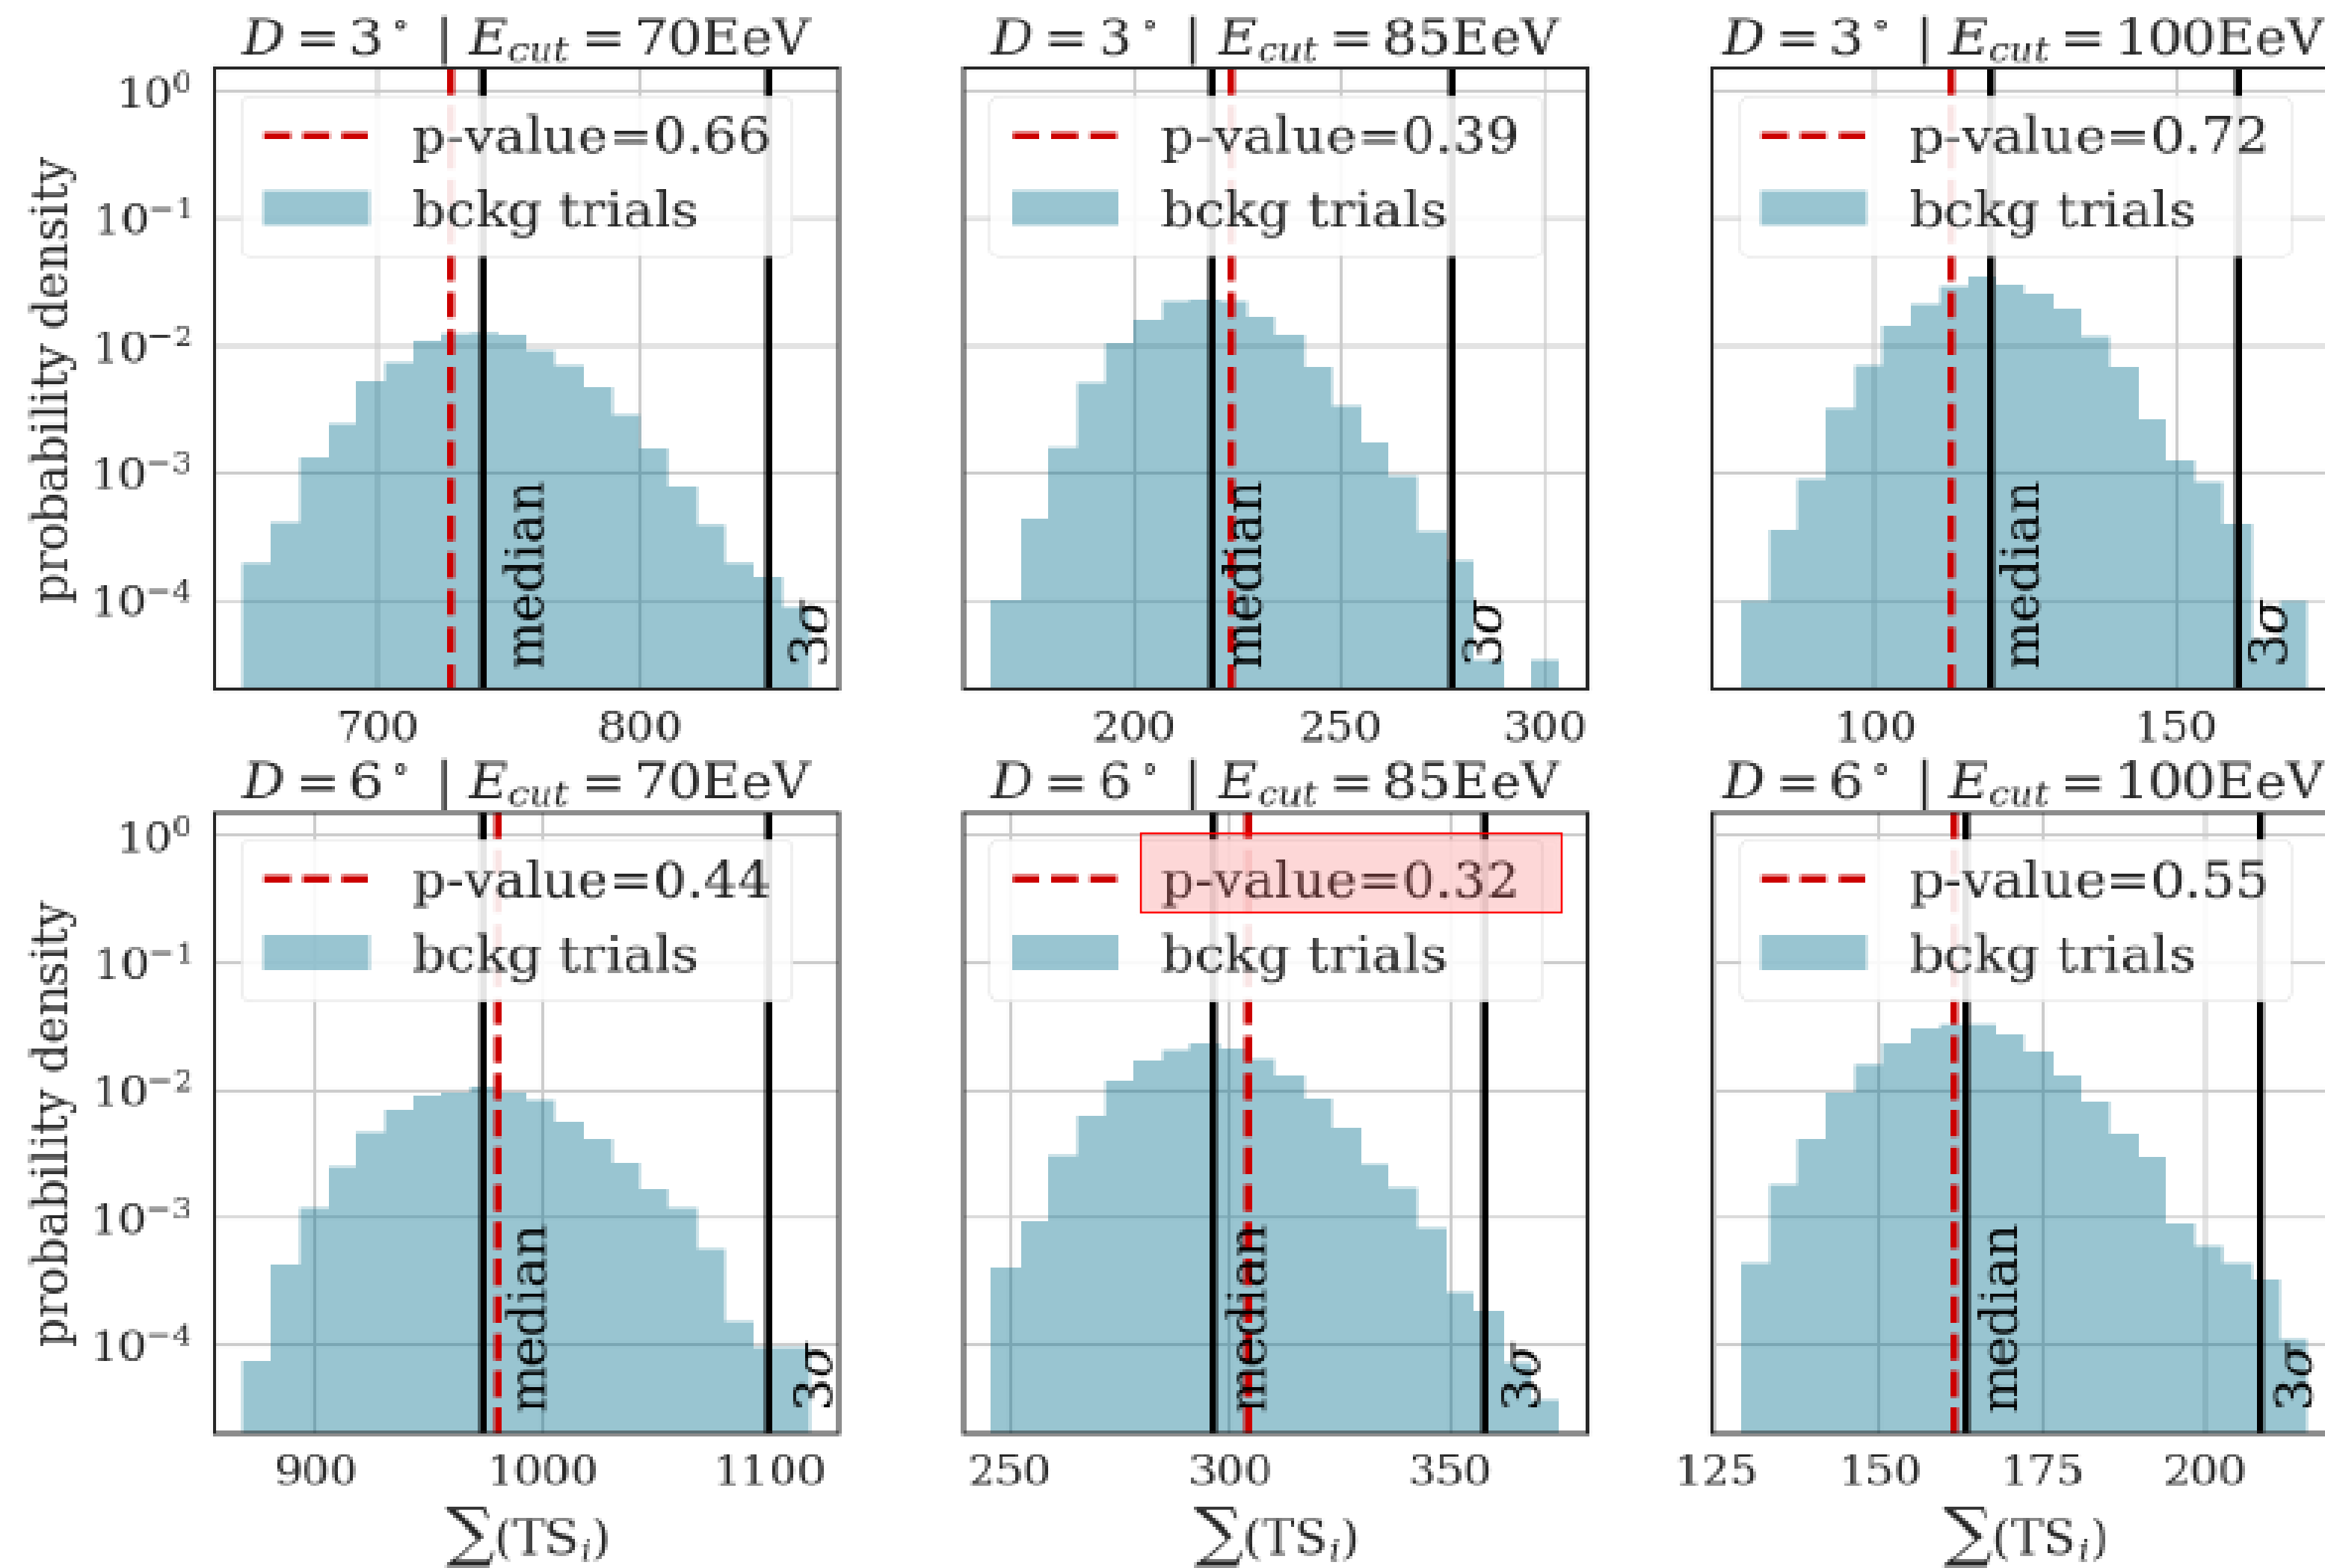 D = 3° | E_cut = 70EeV
D = 3° | E_cut = 85EeV
D = 3° | E_cut = 100EeV
probability density
10⁰
10⁻¹
10⁻²
10⁻³
10⁻⁴
p-value=0.66
bckg trials
median
3σ
700 800
p-value=0.39
bckg trials
median
3σ
200 250 300
p-value=0.72
bckg trials
median
3σ
100 150
D = 6° | E_cut = 70EeV
D = 6° | E_cut = 85EeV
D = 6° | E_cut = 100EeV
probability density
10⁰
10⁻¹
10⁻²
10⁻³
10⁻⁴
p-value=0.44
bckg trials
median
3σ
900 1000 1100
∑(TS_i)
p-value=0.32
bckg trials
median
3σ
250 300 350
∑(TS_i)
p-value=0.55
bckg trials
median
3σ
125 150 175 200
∑(TS_i)